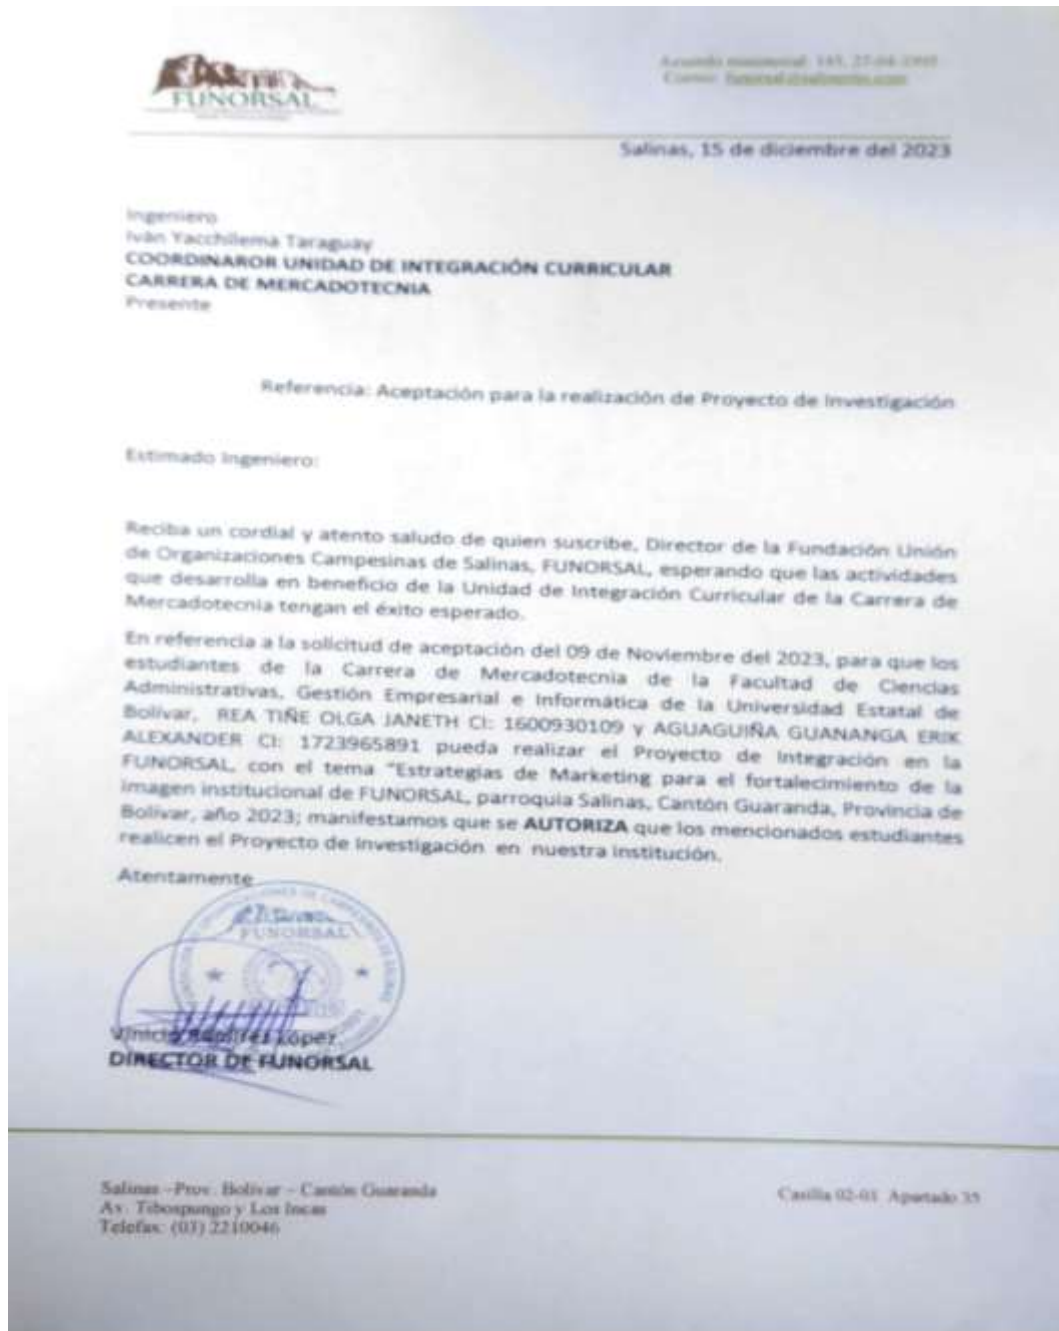 FUNORSAL
Acuerdo ministerial:
Correo:
Salinas, 15 de diciembre del 2023
Ingeniero
Iván Yacchilema Taraguay
COORDINAROR UNIDAD DE INTEGRACIÓN CURRICULAR
CARRERA DE MERCADOTECNIA
Presente
Referencia: Aceptación para la realización de Proyecto de Investigación
Estimado Ingeniero:
Reciba un cordial y atento saludo de quien suscribe, Director de la Fundación Unión
de Organizaciones Campesinas de Salinas, FUNORSAL, esperando que las actividades
que desarrolla en beneficio de la Unidad de Integración Curricular de la Carrera de
Mercadotecnia tengan el éxito esperado.
En referencia a la solicitud de aceptación del 09 de Noviembre del 2023, para que los
estudiantes de la Carrera de Mercadotecnia de la Facultad de Ciencias
Administrativas, Gestión Empresarial e Informática de la Universidad Estatal de
Bolívar, REA TIÑE OLGA JANETH CI: 1600930109 y AGUAGUIÑA GUANANGA ERIK
ALEXANDER CI: 1723965891 pueda realizar el Proyecto de Integración en la
FUNORSAL, con el tema "Estrategias de Marketing para el fortalecimiento de la
imagen institucional de FUNORSAL, parroquia Salinas, Cantón Guaranda, Provincia de
Bolívar, año 2023; manifestamos que se AUTORIZA que los mencionados estudiantes
realicen el Proyecto de Investigación en nuestra Institución.
Atentamente
FUNORSAL
Vinicio Ramírez López.
DIRECTOR DE FUNORSAL
Salinas –Prov. Bolívar – Cantón Guaranda
Av. Tibospungo y Los Incas
Telefax: (03) 2210046
Casilla 02-01 Apartado 35